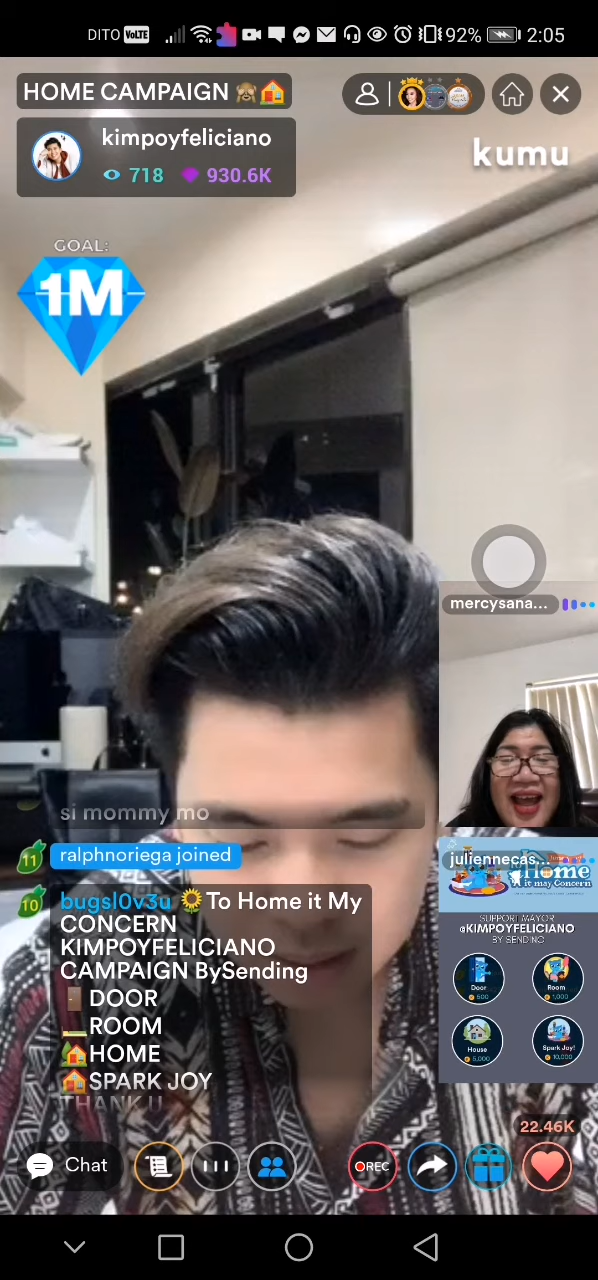 DITO VoLTE 92% 2:05
HOME CAMPAIGN 🙈🏠
kimpoyfeliciano
718 930.6K
kumu
GOAL:
1M
mercysana...
si mommy mo
11 ralphnoriega joined
10 bugsl0v3u 🌻To Home it My
CONCERN
KIMPOYFELICIANO
CAMPAIGN BySending
🚪DOOR
🛏️ROOM
🏡HOME
🏠SPARK JOY
THANK U
juliennecas...
Home
it may Concern
SUPPORT MAYOR
@KIMPOYFELICIANO
BY SENDING
Door
500
Room
1,000
House
5,000
Spark Joy!
10,000
22.46K
Chat
REC